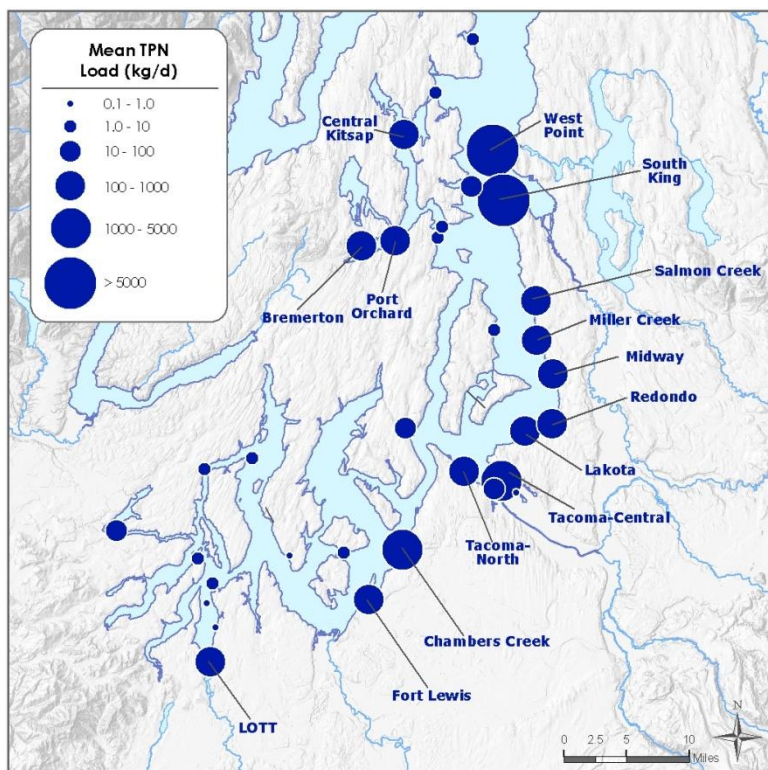 Mean TPN
Load (kg/d)
0.1 - 1.0
1.0 - 10
10 - 100
100 - 1000
1000 - 5000
> 5000
Central
Kitsap
West
Point
South
King
Bremerton
Port
Orchard
Salmon Creek
Miller Creek
Midway
Redondo
Lakota
Tacoma-Central
Tacoma-
North
Chambers Creek
Fort Lewis
LOTT
N
0 2.5 5 10
Miles